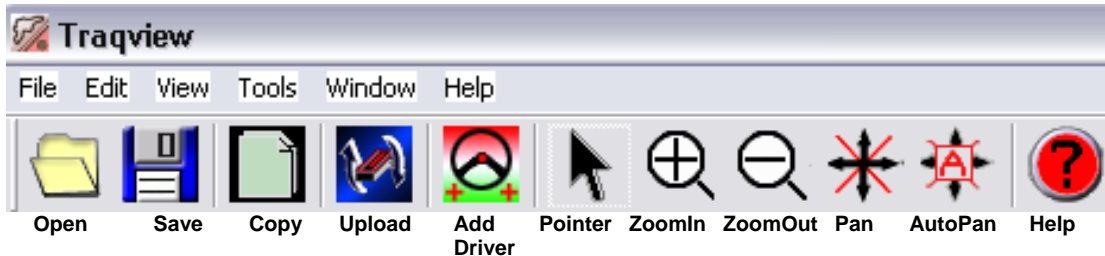 Traqview
File Edit View Tools Window Help
A ?
Open Save Copy Upload Add Driver Pointer ZoomIn ZoomOut Pan AutoPan Help